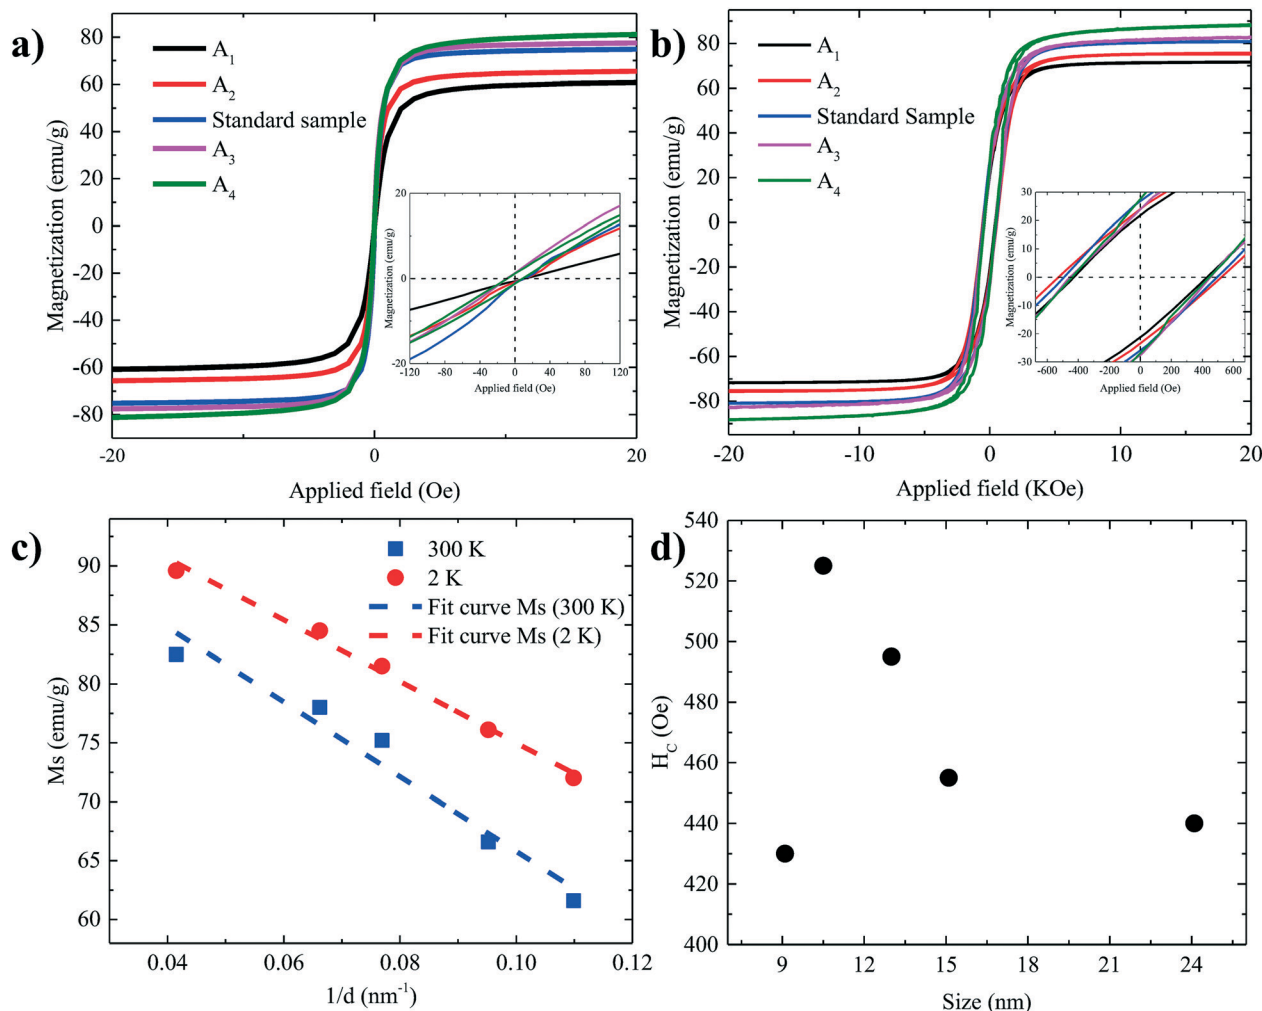 a)
A1
A2
Standard sample
A3
A4
Magnetization (emu/g)
80
60
40
20
0
-20
-40
-60
-80
-20
0
20
Applied field (Oe)
Magnetization (emu/g)
20
0
-20
-120
-80
-40
0
40
80
120
Applied field (Oe)
b)
A1
A2
Standard Sample
A3
A4
Magnetization (emu/g)
80
60
40
20
0
-20
-40
-60
-80
-20
-10
0
10
20
Applied field (KOe)
Magnetization (emu/g)
30
20
10
0
-10
-20
-30
-600
-400
-200
0
200
400
600
Applied field (Oe)
c)
300 K
2 K
Fit curve Ms (300 K)
Fit curve Ms (2 K)
Ms (emu/g)
90
85
80
75
70
65
60
0.04
0.06
0.08
0.10
0.12
1/d (nm⁻¹)
d)
HC (Oe)
540
520
500
480
460
440
420
400
9
12
15
18
21
24
Size (nm)